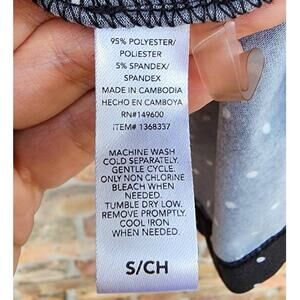 95% POLYESTER/
POLIESTER
5% SPANDEX/
SPANDEX
MADE IN CAMBODIA
HECHO EN CAMBOYA
RN#149600
ITEM# 1368337
MACHINE WASH
COLD SEPARATELY.
GENTLE CYCLE.
ONLY NON CHLORINE
BLEACH WHEN
NEEDED.
TUMBLE DRY LOW.
REMOVE PROMPTLY.
COOL IRON
WHEN NEEDED.
S/CH